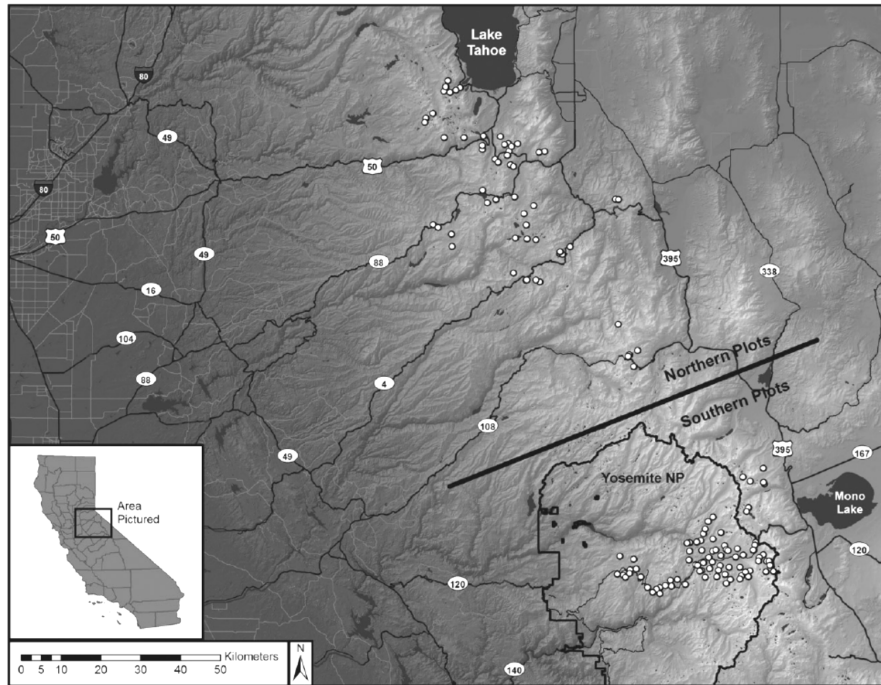 Lake
Tahoe
80
49
50
80
50
49
88
395
16
338
104
88
4
Northern Plots
108
Southern Plots
49
395
167
Yosemite NP
Mono
Lake
Area
Pictured
120
120
Kilometers
N
0 5 10 20 30 40 50
140